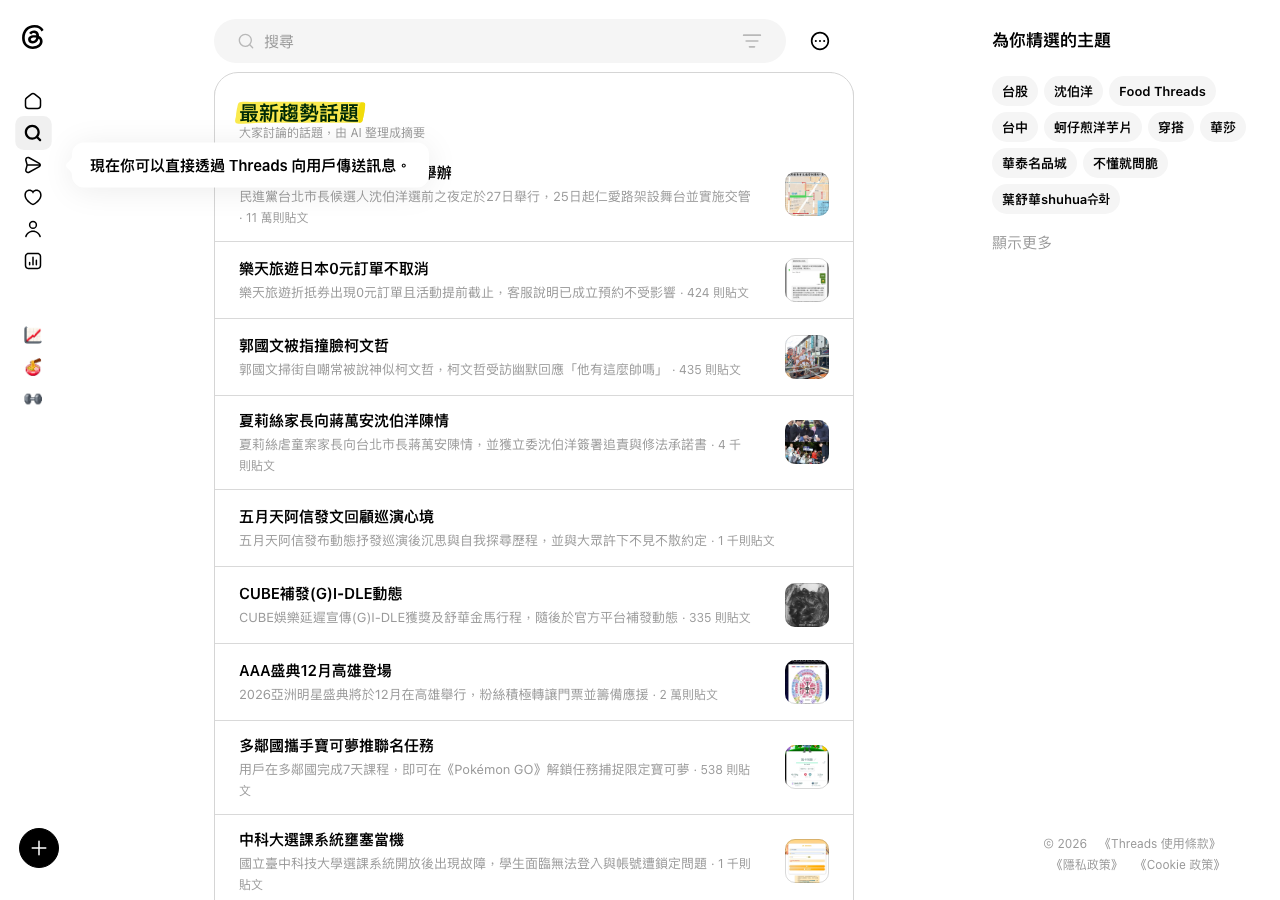 搜尋
最新趨勢話題
大家討論的話題，由 AI 整理成摘要
現在你可以直接透過 Threads 向用戶傳送訊息。
舉辦
民進黨台北市長候選人沈伯洋選前之夜定於27日舉行，25日起仁愛路架設舞台並實施交管
· 11 萬則貼文
樂天旅遊日本0元訂單不取消
樂天旅遊折抵券出現0元訂單且活動提前截止，客服說明已成立預約不受影響 · 424 則貼文
郭國文被指撞臉柯文哲
郭國文掃街自嘲常被說神似柯文哲，柯文哲受訪幽默回應「他有這麼帥嗎」 · 435 則貼文
夏莉絲家長向蔣萬安沈伯洋陳情
夏莉絲虐童案家長向台北市長蔣萬安陳情，並獲立委沈伯洋簽署追責與修法承諾書 · 4 千
則貼文
五月天阿信發文回顧巡演心境
五月天阿信發布動態抒發巡演後沉思與自我探尋歷程，並與大眾許下不見不散約定 · 1 千則貼文
CUBE補發(G)I-DLE動態
CUBE娛樂延遲宣傳(G)I-DLE獲獎及舒華金馬行程，隨後於官方平台補發動態 · 335 則貼文
AAA盛典12月高雄登場
2026亞洲明星盛典將於12月在高雄舉行，粉絲積極轉讓門票並籌備應援 · 2 萬則貼文
多鄰國攜手寶可夢推聯名任務
用戶在多鄰國完成7天課程，即可在《Pokémon GO》解鎖任務捕捉限定寶可夢 · 538 則貼
文
中科大選課系統壅塞當機
國立臺中科技大學選課系統開放後出現故障，學生面臨無法登入與帳號遭鎖定問題 · 1 千則
貼文
為你精選的主題
台股 沈伯洋 Food Threads
台中 蚵仔煎洋芋片 穿搭 華莎
華泰名品城 不懂就問脆
葉舒華shuhua슈화
顯示更多
© 2026 《Threads 使用條款》
《隱私政策》 《Cookie 政策》